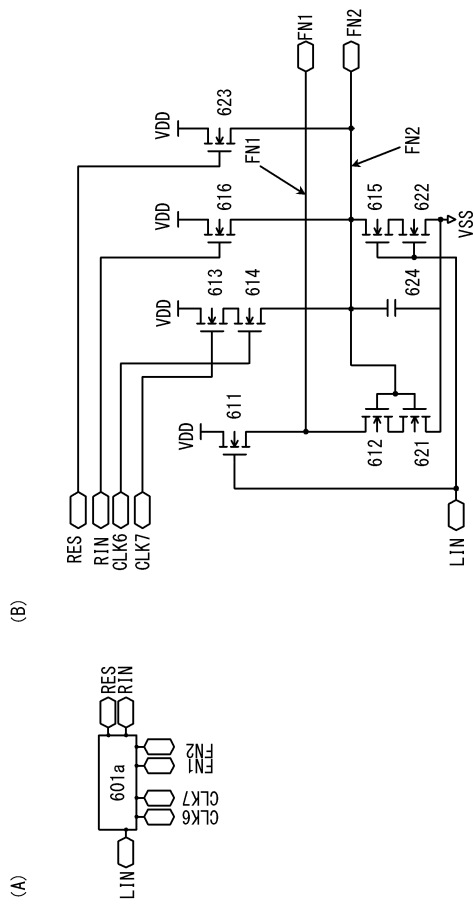 (A)
LIN
601a
RES
RIN
CLK6
CLK7
FN1
FN2
(B)
RES
RIN
CLK6
CLK7
VDD
611
VDD
613
614
VDD
616
VDD
623
FN1
FN1
FN2
FN2
612
621
624
615
622
LIN
VSS